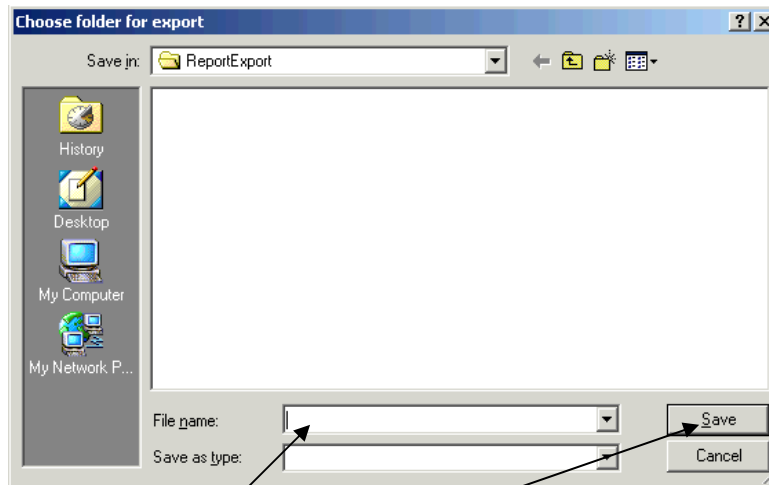 Choose folder for export
Save in: ReportExport
History
Desktop
My Computer
My Network P...
File name:
Save
Save as type:
Cancel